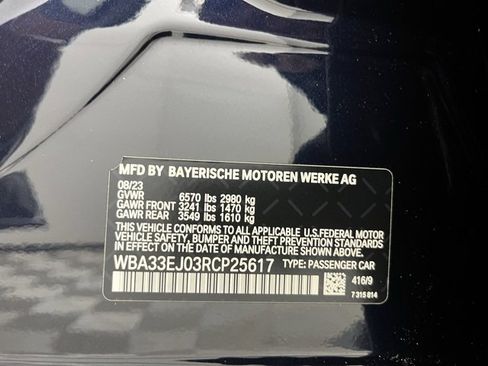 MFD BY BAYERISCHE MOTOREN WERKE AG
08/23
GVWR 6570 lbs 2980 kg
GAWR FRONT 3241 lbs 1470 kg
GAWR REAR 3549 lbs 1610 kg
THIS VEHICLE CONFORMS TO ALL APPLICABLE U.S.FEDERAL MOTOR
VEHICLE SAFETY, BUMPER, AND THEFT PREVENTION STANDARDS
IN EFFECT ON THE DATE OF MANUFACTURE SHOWN ABOVE.
WBA33EJ03RCP25617 TYPE: PASSENGER CAR
416/9
7 315 814